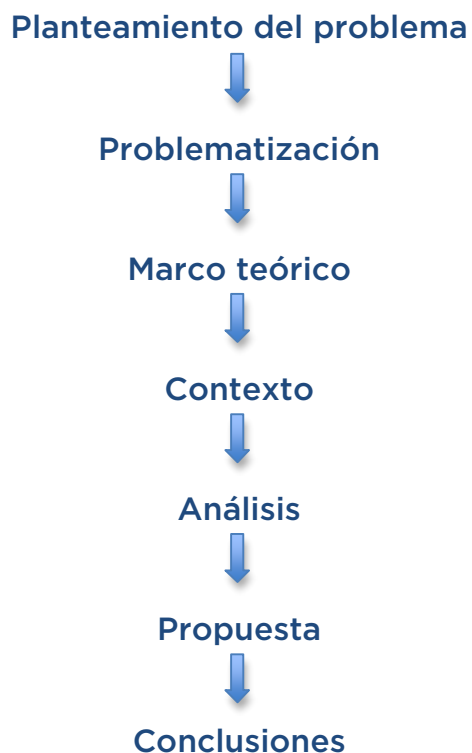 Planteamiento del problema
Problematización
Marco teórico
Contexto
Análisis
Propuesta
Conclusiones